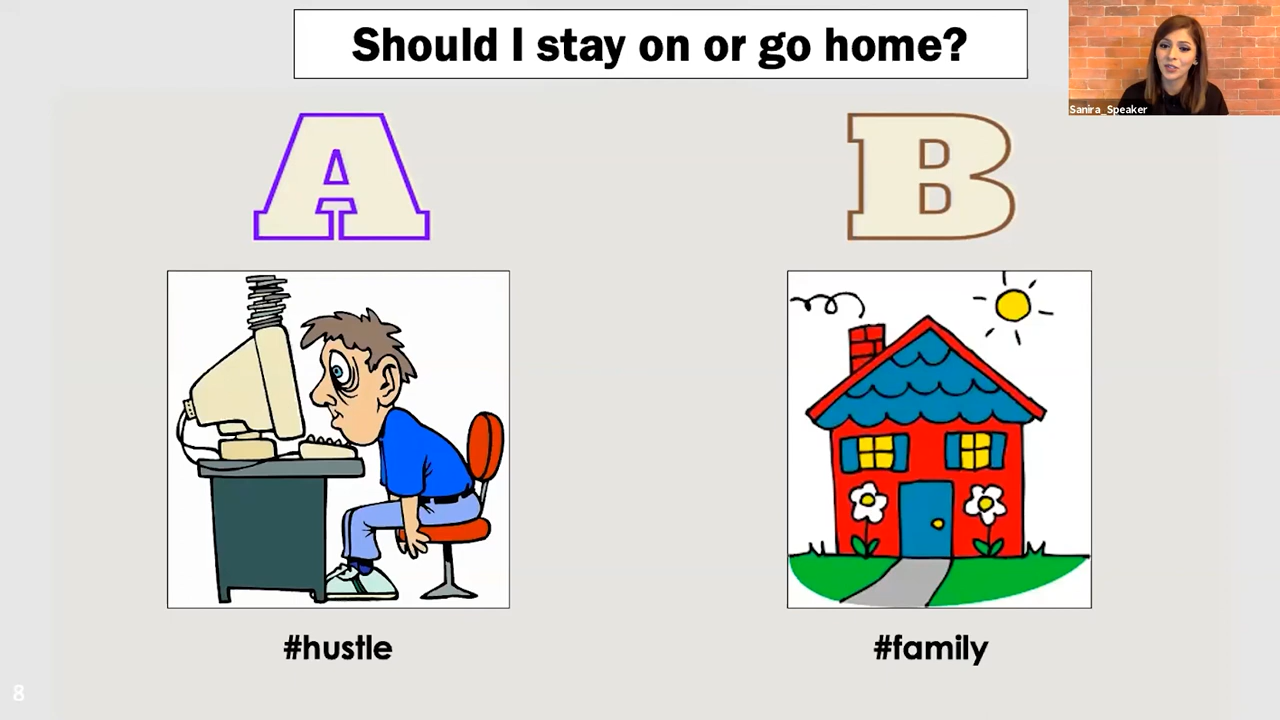 Should I stay on or go home?
Sanira_Speaker
A
B
#hustle
#family
8